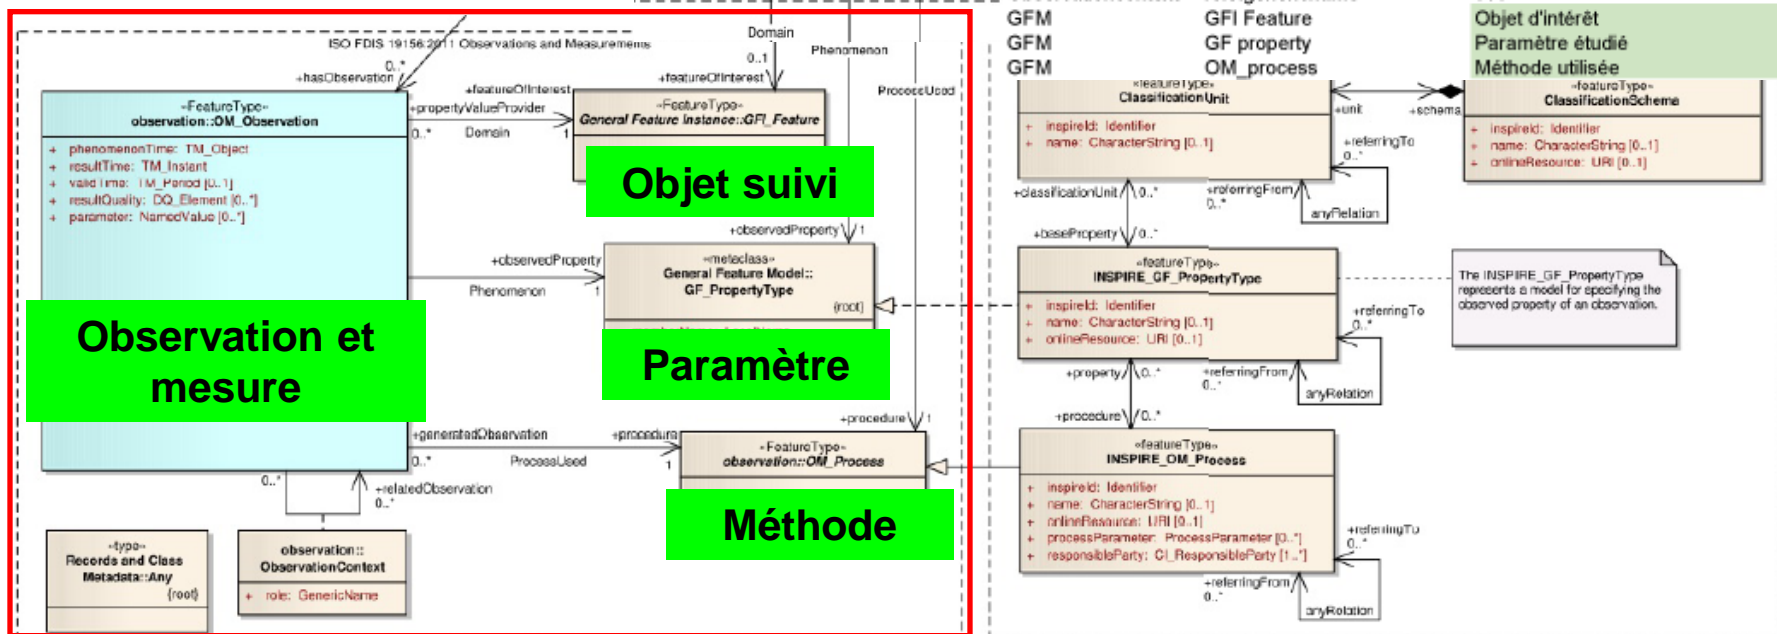 GFM GFI Feature Objet d'intérêt
GFM GF property Paramètre étudié
GFM OM_process Méthode utilisée
ISO FDIS 19156:2011 Observations and Measurements
Domain
0..1
Phenomenon
ProcessUsed
0..*
+hasObservation
+featureOfInterest
+featureOfInterest
«FeatureType»
observation::OM_Observation
+ phenomenonTime: TM_Object
+ resultTime: TM_Instant
+ validTime: TM_Period [0..1]
+ resultQuality: DQ_Element [0..*]
+ parameter: NamedValue [0..*]
+propertyValueProvider
0..* Domain 1
«FeatureType»
General Feature Instance::GFI_Feature
Objet suivi
+observedProperty 1
+observedProperty
Phenomenon 1
«metaclass»
General Feature Model::
GF_PropertyType
{root}
Observation et
mesure
Paramètre
+procedure 1
+generatedObservation +procedure
0..* ProcessUsed 1
«FeatureType»
observation::OM_Process
Méthode
0..*
+relatedObservation
0..*
«type»
Records and Class
Metadata::Any
{root}
observation::
ObservationContext
+ role: GenericName
«featureType»
ClassificationUnit
+ inspireId: Identifier
+ name: CharacterString [0..1]
+unit +schema
«featureType»
ClassificationSchema
+ inspireId: Identifier
+ name: CharacterString [0..1]
+ onlineResource: URI [0..1]
+referringTo
0..*
+classificationUnit 0..*
+referringFrom
0..*
anyRelation
+baseProperty 0..*
«featureType»
INSPIRE_GF_PropertyType
+ inspireId: Identifier
+ name: CharacterString [0..1]
+ onlineResource: URI [0..1]
The INSPIRE_GF_PropertyType
represents a model for specifying the
observed property of an observation.
+referringTo
0..*
+property 0..*
+referringFrom
0..*
anyRelation
+procedure 0..*
«featureType»
INSPIRE_OM_Process
+ inspireId: Identifier
+ name: CharacterString [0..1]
+ onlineResource: URI [0..1]
+ processParameter: ProcessParameter [0..*]
+ responsibleParty: CI_ResponsibleParty [1..*]
+referringTo
0..*
+referringFrom
0..*
anyRelation